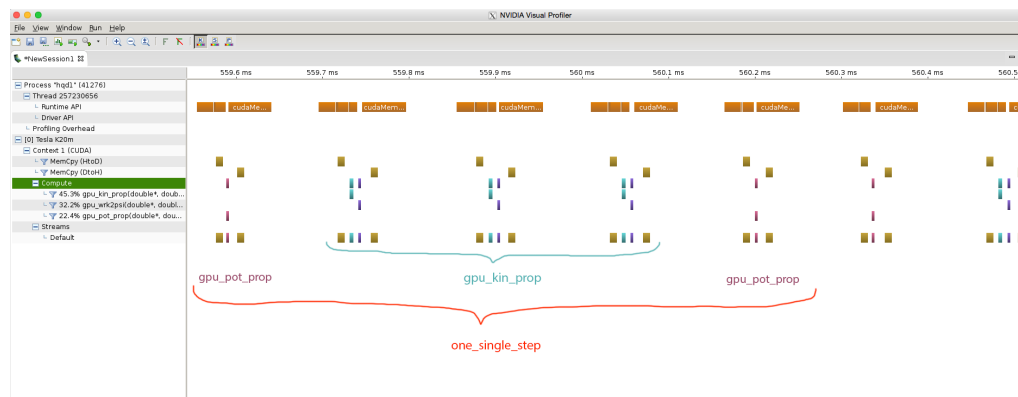 NVIDIA Visual Profiler
File View Window Run Help
*NewSession1
559.6 ms 559.7 ms 559.8 ms 559.9 ms 560 ms 560.1 ms 560.2 ms 560.3 ms 560.4 ms 560.5
Process "hqd1" (41276)
Thread 257230656
Runtime API
cudaMe... cudaMem... cudaMem... cudaM... cudaMe... cudaMe... c
Driver API
Profiling Overhead
[0] Tesla K20m
Context 1 (CUDA)
MemCpy (HtoD)
MemCpy (DtoH)
Compute
45.3% gpu_kin_prop(double*, doub...
32.2% gpu_wrk2psi(double*, doubl...
22.4% gpu_pot_prop(double*, dou...
Streams
Default
gpu_pot_prop gpu_kin_prop gpu_pot_prop
one_single_step